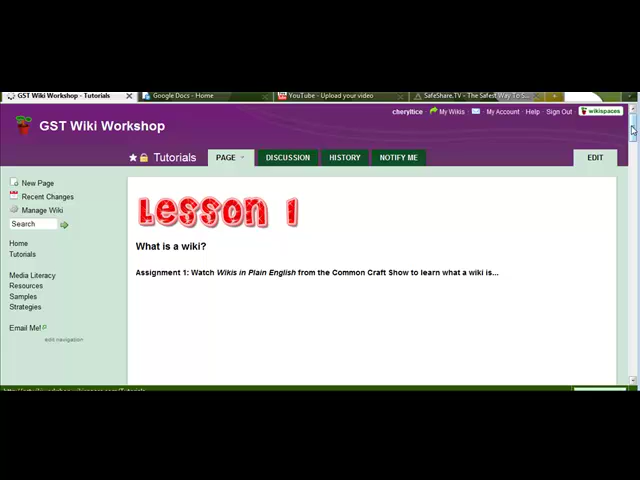 GST Wiki Workshop - Tutorials
Google Docs - Home
YouTube - Upload your video
SafeShare.TV - The Safest Way To S...
cheryltice My Wikis My Account · Help · Sign Out wikispaces
GST Wiki Workshop
Tutorials PAGE DISCUSSION HISTORY NOTIFY ME EDIT
New Page
Recent Changes
Manage Wiki
Search
Home
Tutorials
Media Literacy
Resources
Samples
Strategies
Email Me!
edit navigation
Lesson 1
What is a wiki?
Assignment 1: Watch Wikis in Plain English from the Common Craft Show to learn what a wiki is...